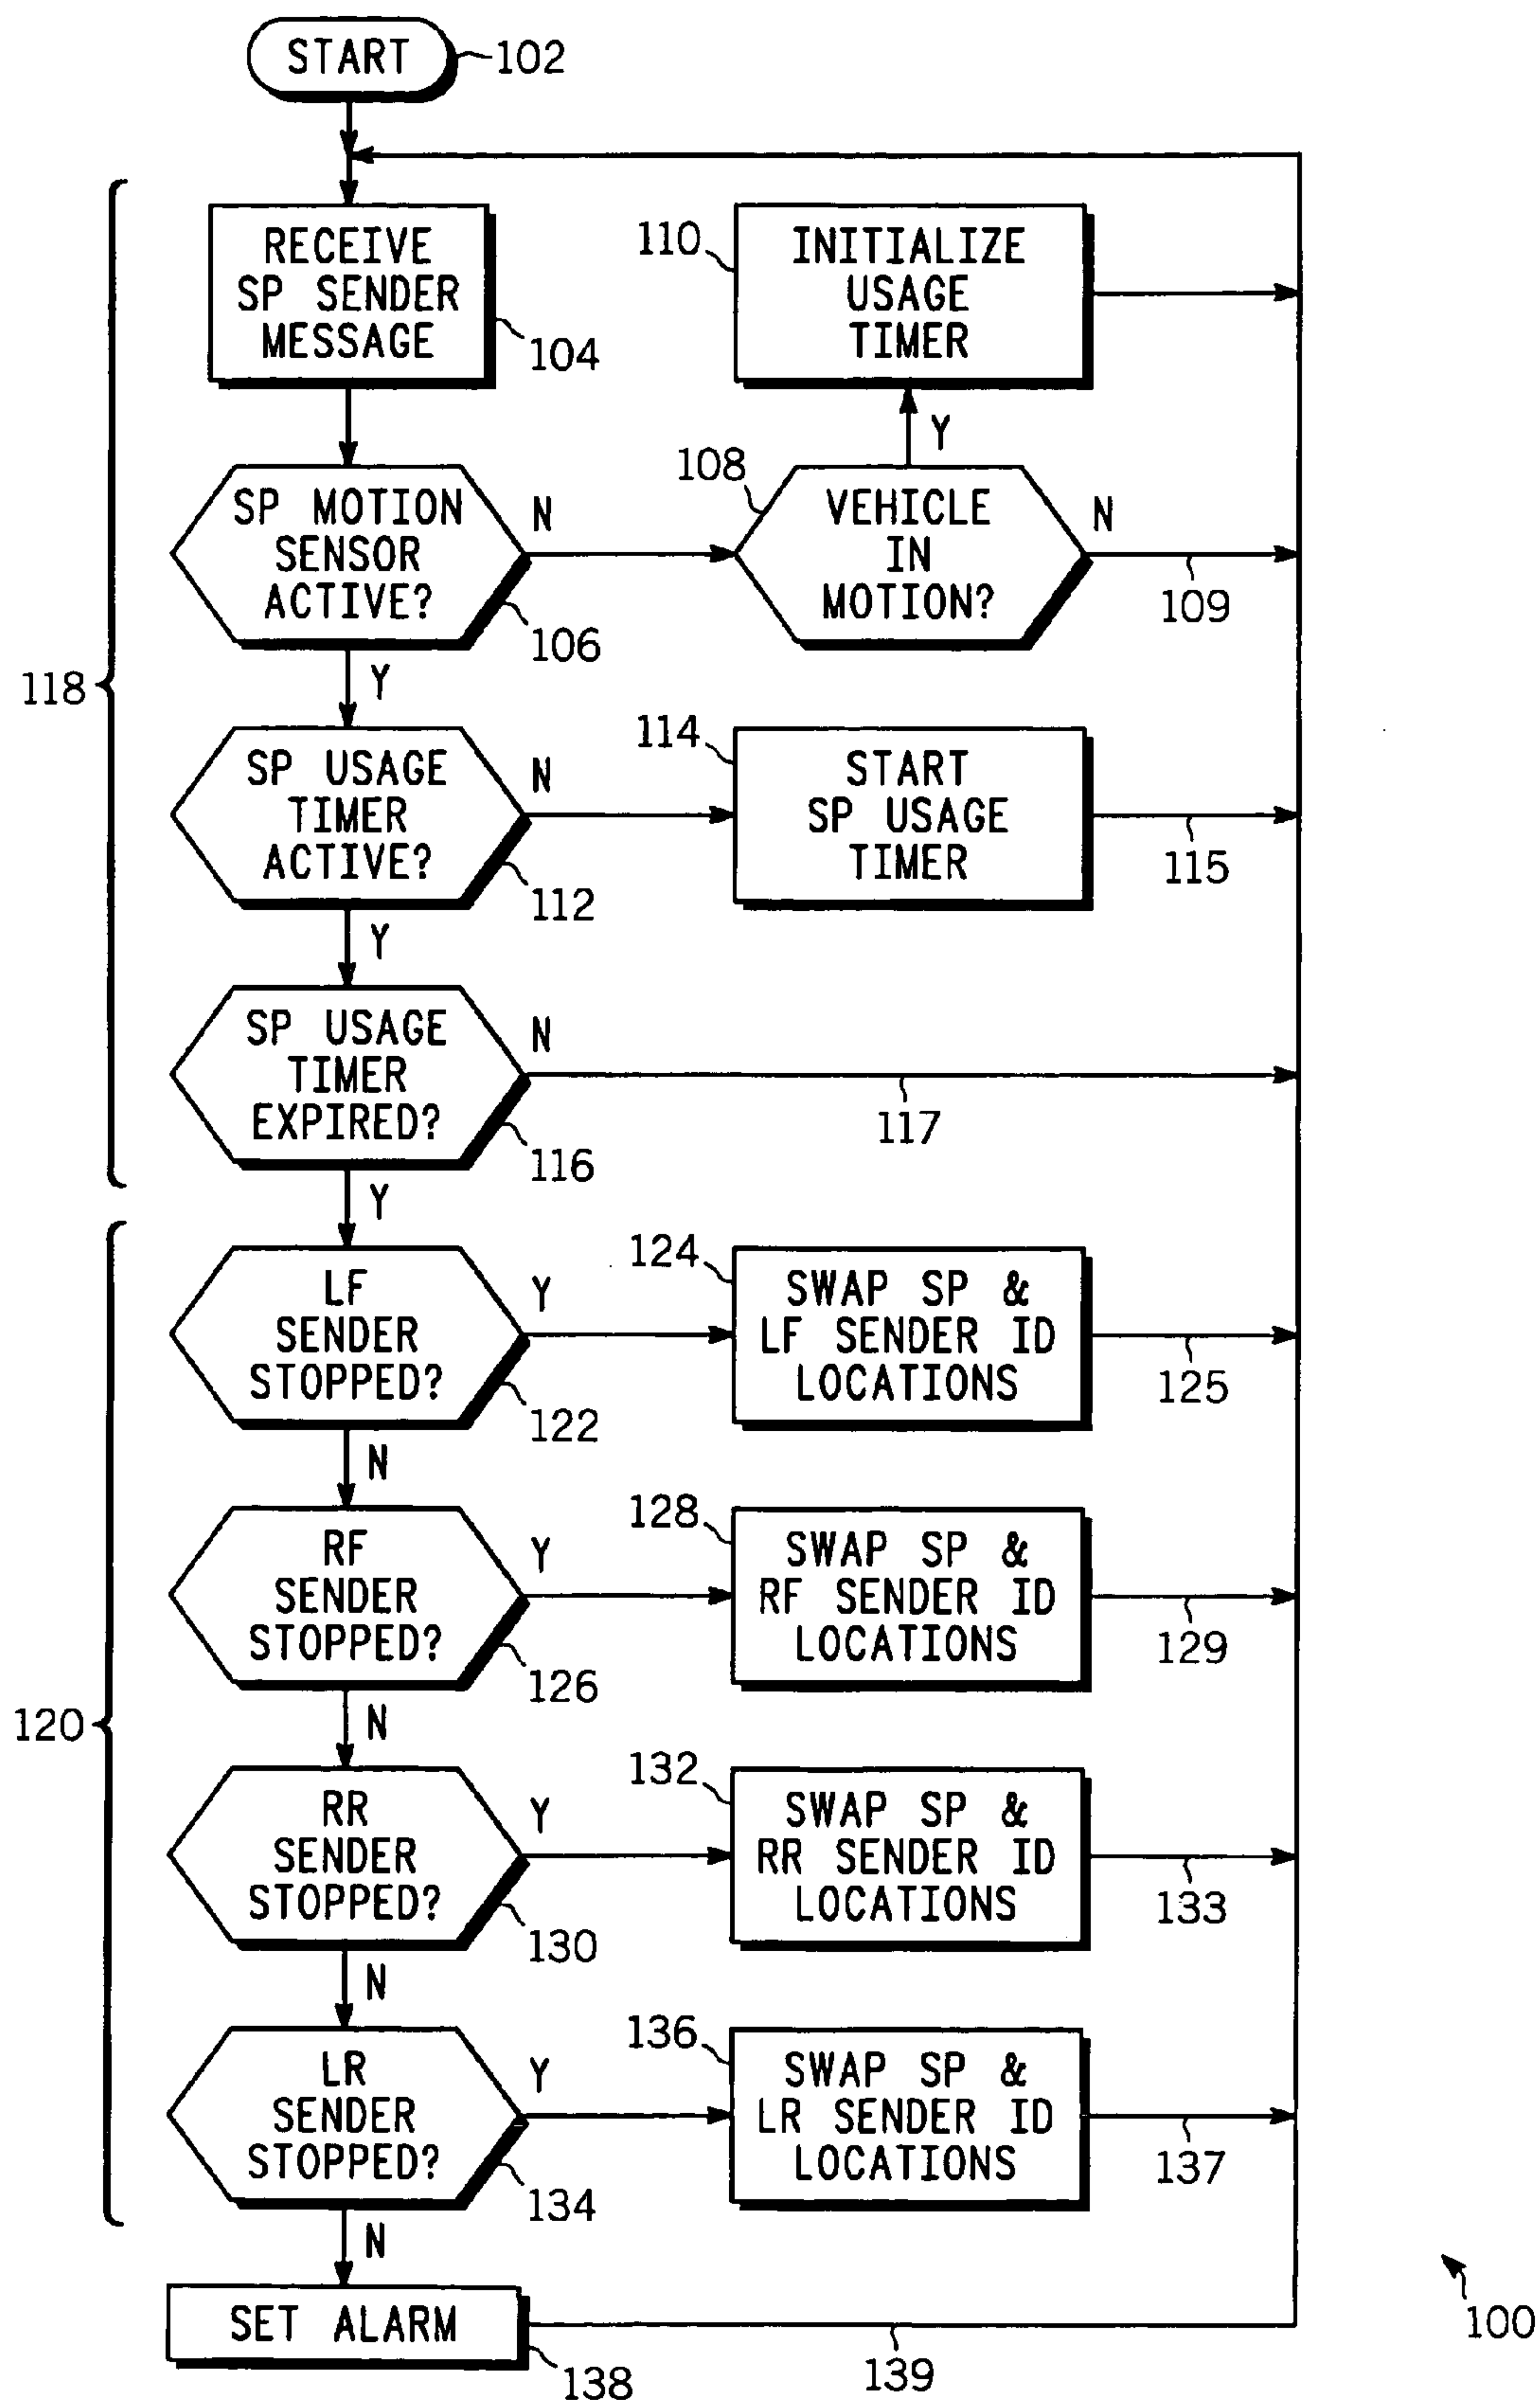 START
102
RECEIVE
SP SENDER
MESSAGE
104
110
INITIALIZE
USAGE
TIMER
Y
SP MOTION
SENSOR
ACTIVE?
106
N
108
VEHICLE
IN
MOTION?
N
109
118
Y
SP USAGE
TIMER
ACTIVE?
112
N
114
START
SP USAGE
TIMER
115
Y
SP USAGE
TIMER
EXPIRED?
116
N
117
Y
LF
SENDER
STOPPED?
122
Y
124
SWAP SP &
LF SENDER ID
LOCATIONS
125
N
RF
SENDER
STOPPED?
126
Y
128
SWAP SP &
RF SENDER ID
LOCATIONS
129
120
N
RR
SENDER
STOPPED?
130
Y
132
SWAP SP &
RR SENDER ID
LOCATIONS
133
N
LR
SENDER
STOPPED?
134
Y
136
SWAP SP &
LR SENDER ID
LOCATIONS
137
N
SET ALARM
138
139
100